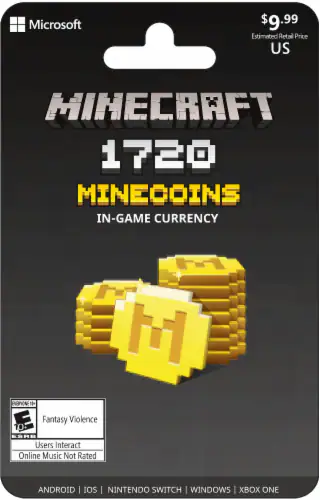 Microsoft
$9.99
Estimated Retail Price
US
MINECRAFT
1720
MINECOINS
IN-GAME CURRENCY
M
M
EVERYONE 10+
E
10+
ESRB
Fantasy Violence
Users Interact
Online Music Not Rated
ANDROID | IOS | NINTENDO SWITCH | WINDOWS | XBOX ONE